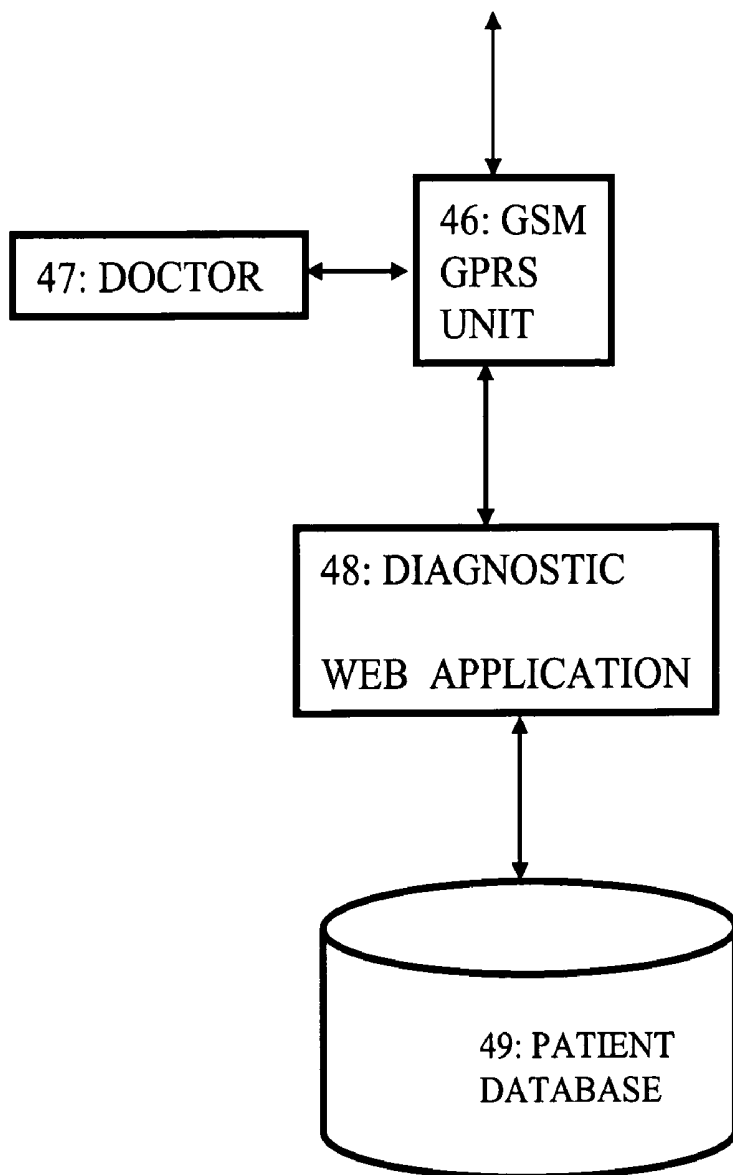 46: GSM
GPRS
UNIT
47: DOCTOR
48: DIAGNOSTIC
WEB APPLICATION
49: PATIENT
DATABASE